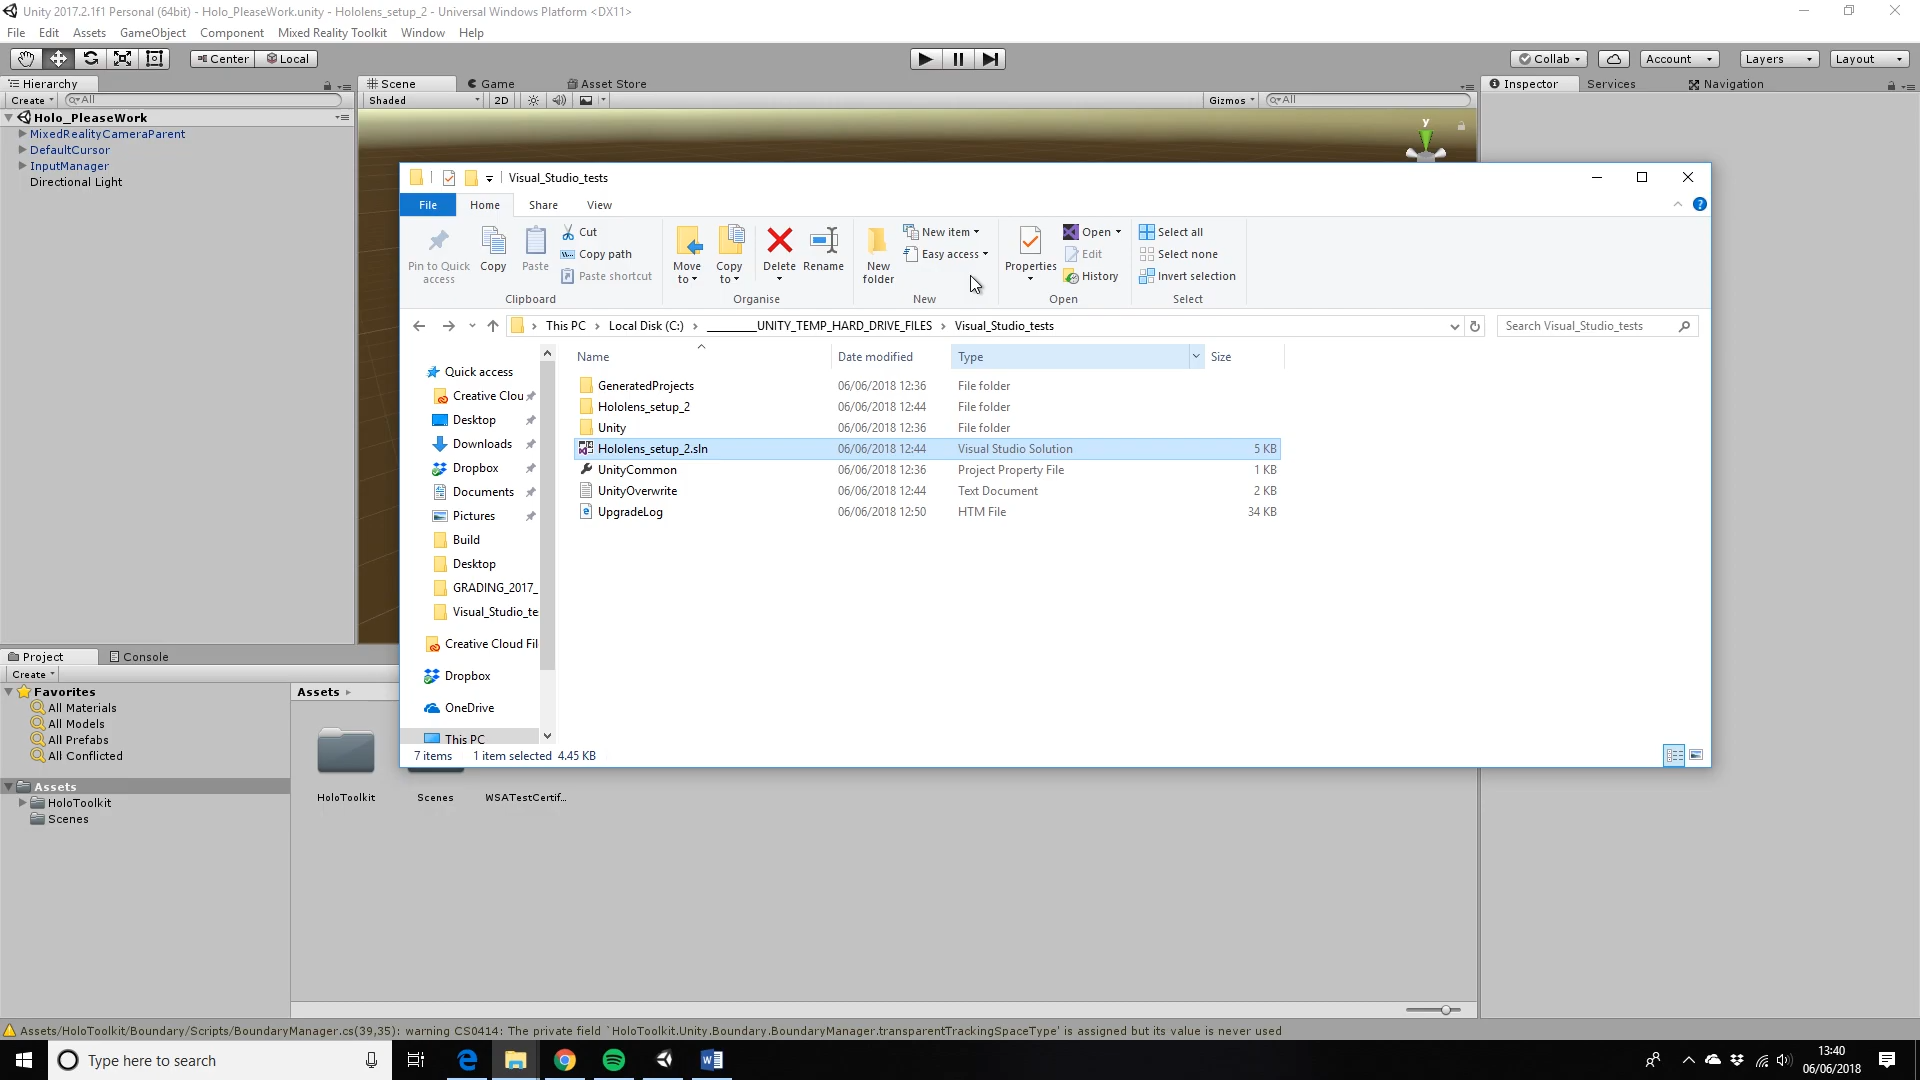 Unity 2017.2.1f1 Personal (64bit) - Holo_PleaseWork.unity - Hololens_setup_2 - Universal Windows Platform <DX11>
File Edit Assets GameObject Component Mixed Reality Toolkit Window Help
Center Local Collab Account Layers Layout
Hierarchy Scene Game Asset Store Inspector Services Navigation
Create All Shaded 2D Gizmos All
Holo_PleaseWork
MixedRealityCameraParent
DefaultCursor
InputManager
Directional Light
y
Visual_Studio_tests
File Home Share View
Pin to Quick access
Copy
Paste
Cut
Copy path
Paste shortcut
Clipboard
Move to
Copy to
Delete
Rename
Organise
New folder
New item
Easy access
New
Properties
Open
Edit
History
Open
Select all
Select none
Invert selection
Select
This PC Local Disk (C:) _________UNITY_TEMP_HARD_DRIVE_FILES Visual_Studio_tests Search Visual_Studio_tests
Name Date modified Type Size
GeneratedProjects 06/06/2018 12:36 File folder
Hololens_setup_2 06/06/2018 12:44 File folder
Unity 06/06/2018 12:36 File folder
Hololens_setup_2.sln 06/06/2018 12:44 Visual Studio Solution 5 KB
UnityCommon 06/06/2018 12:36 Project Property File 1 KB
UnityOverwrite 06/06/2018 12:44 Text Document 2 KB
UpgradeLog 06/06/2018 12:50 HTM File 34 KB
Quick access
Creative Clou
Desktop
Downloads
Dropbox
Documents
Pictures
Build
Desktop
GRADING_2017_
Visual_Studio_te
Creative Cloud Fil
Dropbox
OneDrive
This PC
7 items 1 item selected 4.45 KB
Project Console
Create
Favorites
All Materials
All Models
All Prefabs
All Conflicted
Assets
HoloToolkit
Scenes
Assets
HoloToolkit Scenes WSATestCertif...
Assets/HoloToolkit/Boundary/Scripts/BoundaryManager.cs(39,35): warning CS0414: The private field `HoloToolkit.Unity.Boundary.BoundaryManager.transparentTrackingSpaceType' is assigned but its value is never used
Type here to search
13:40
06/06/2018